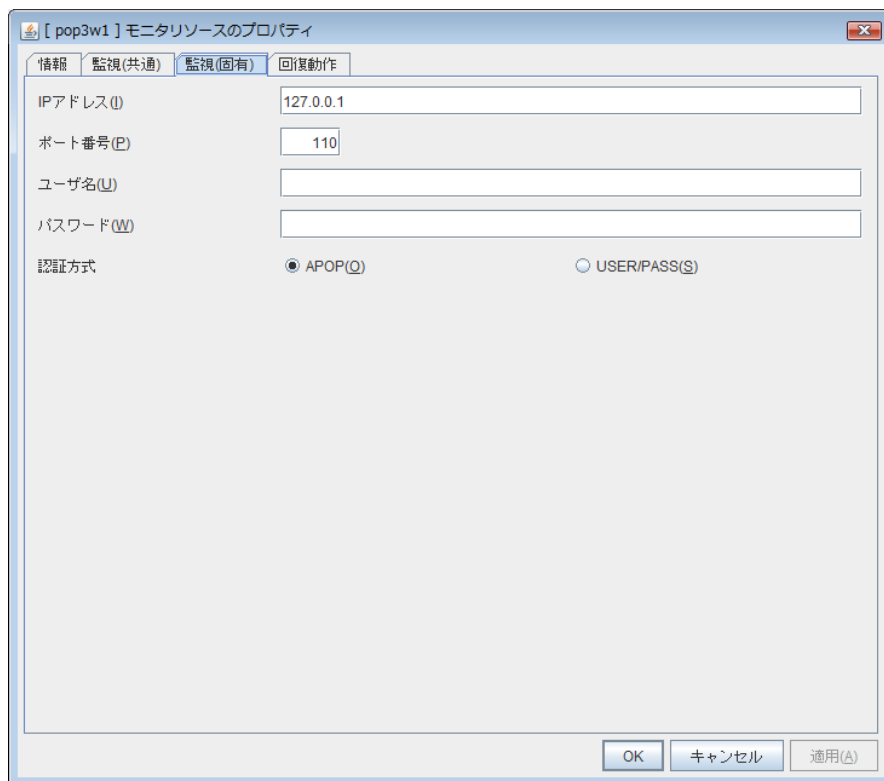 [ pop3w1 ] モニタリソースのプロパティ
情報 監視(共通) 監視(固有) 回復動作
IPアドレス(I) 127.0.0.1
ポート番号(P) 110
ユーザ名(U)
パスワード(W)
認証方式 APOP(O) USER/PASS(S)
OK キャンセル 適用(A)